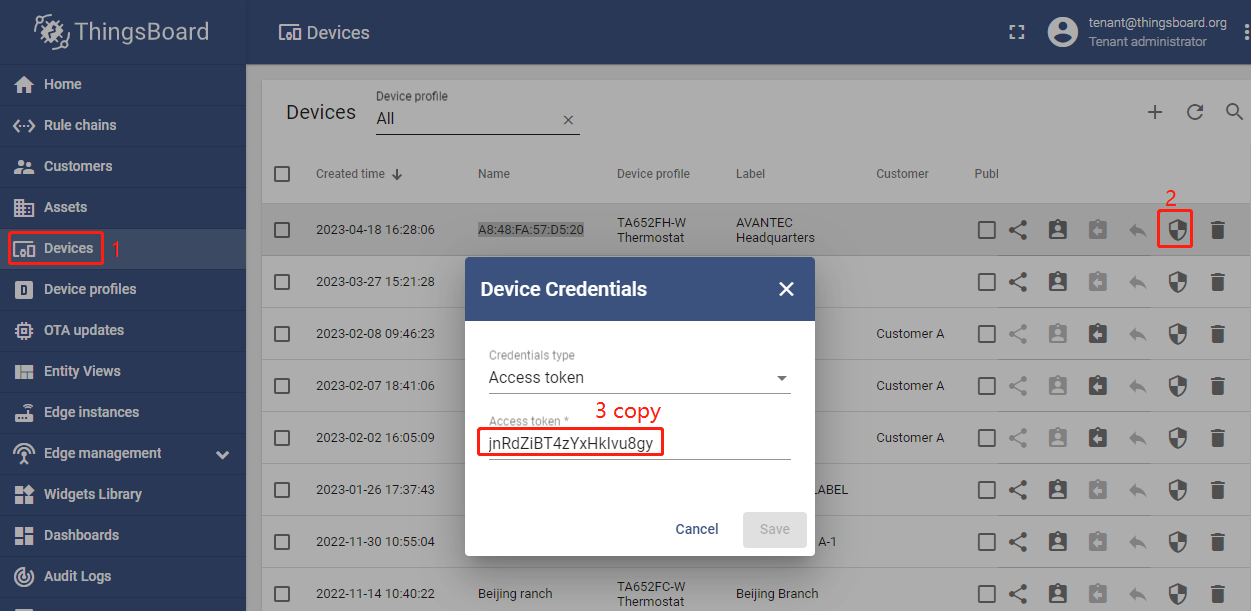 ThingsBoard
Devices
tenant@thingsboard.org
Tenant administrator
Home
Rule chains
Customers
Assets
Devices
1
Device profiles
OTA updates
Entity Views
Edge instances
Edge management
Widgets Library
Dashboards
Audit Logs
Devices
Device profile
All
Created time
Name
Device profile
Label
Customer
Publ
2
2023-04-18 16:28:06
A8:48:FA:57:D5:20
TA652FH-W
Thermostat
AVANTEC
Headquarters
2023-03-27 15:21:28
2023-02-08 09:46:23
Customer A
2023-02-07 18:41:06
Customer A
2023-02-02 16:05:09
Customer A
2023-01-26 17:37:43
LABEL
2022-11-30 10:55:04
A-1
2022-11-14 10:40:22
Beijing ranch
TA652FC-W
Thermostat
Beijing Branch
Device Credentials
Credentials type
Access token
3 copy
Access token *
jnRdZiBT4zYxHkIvu8gy
Cancel
Save